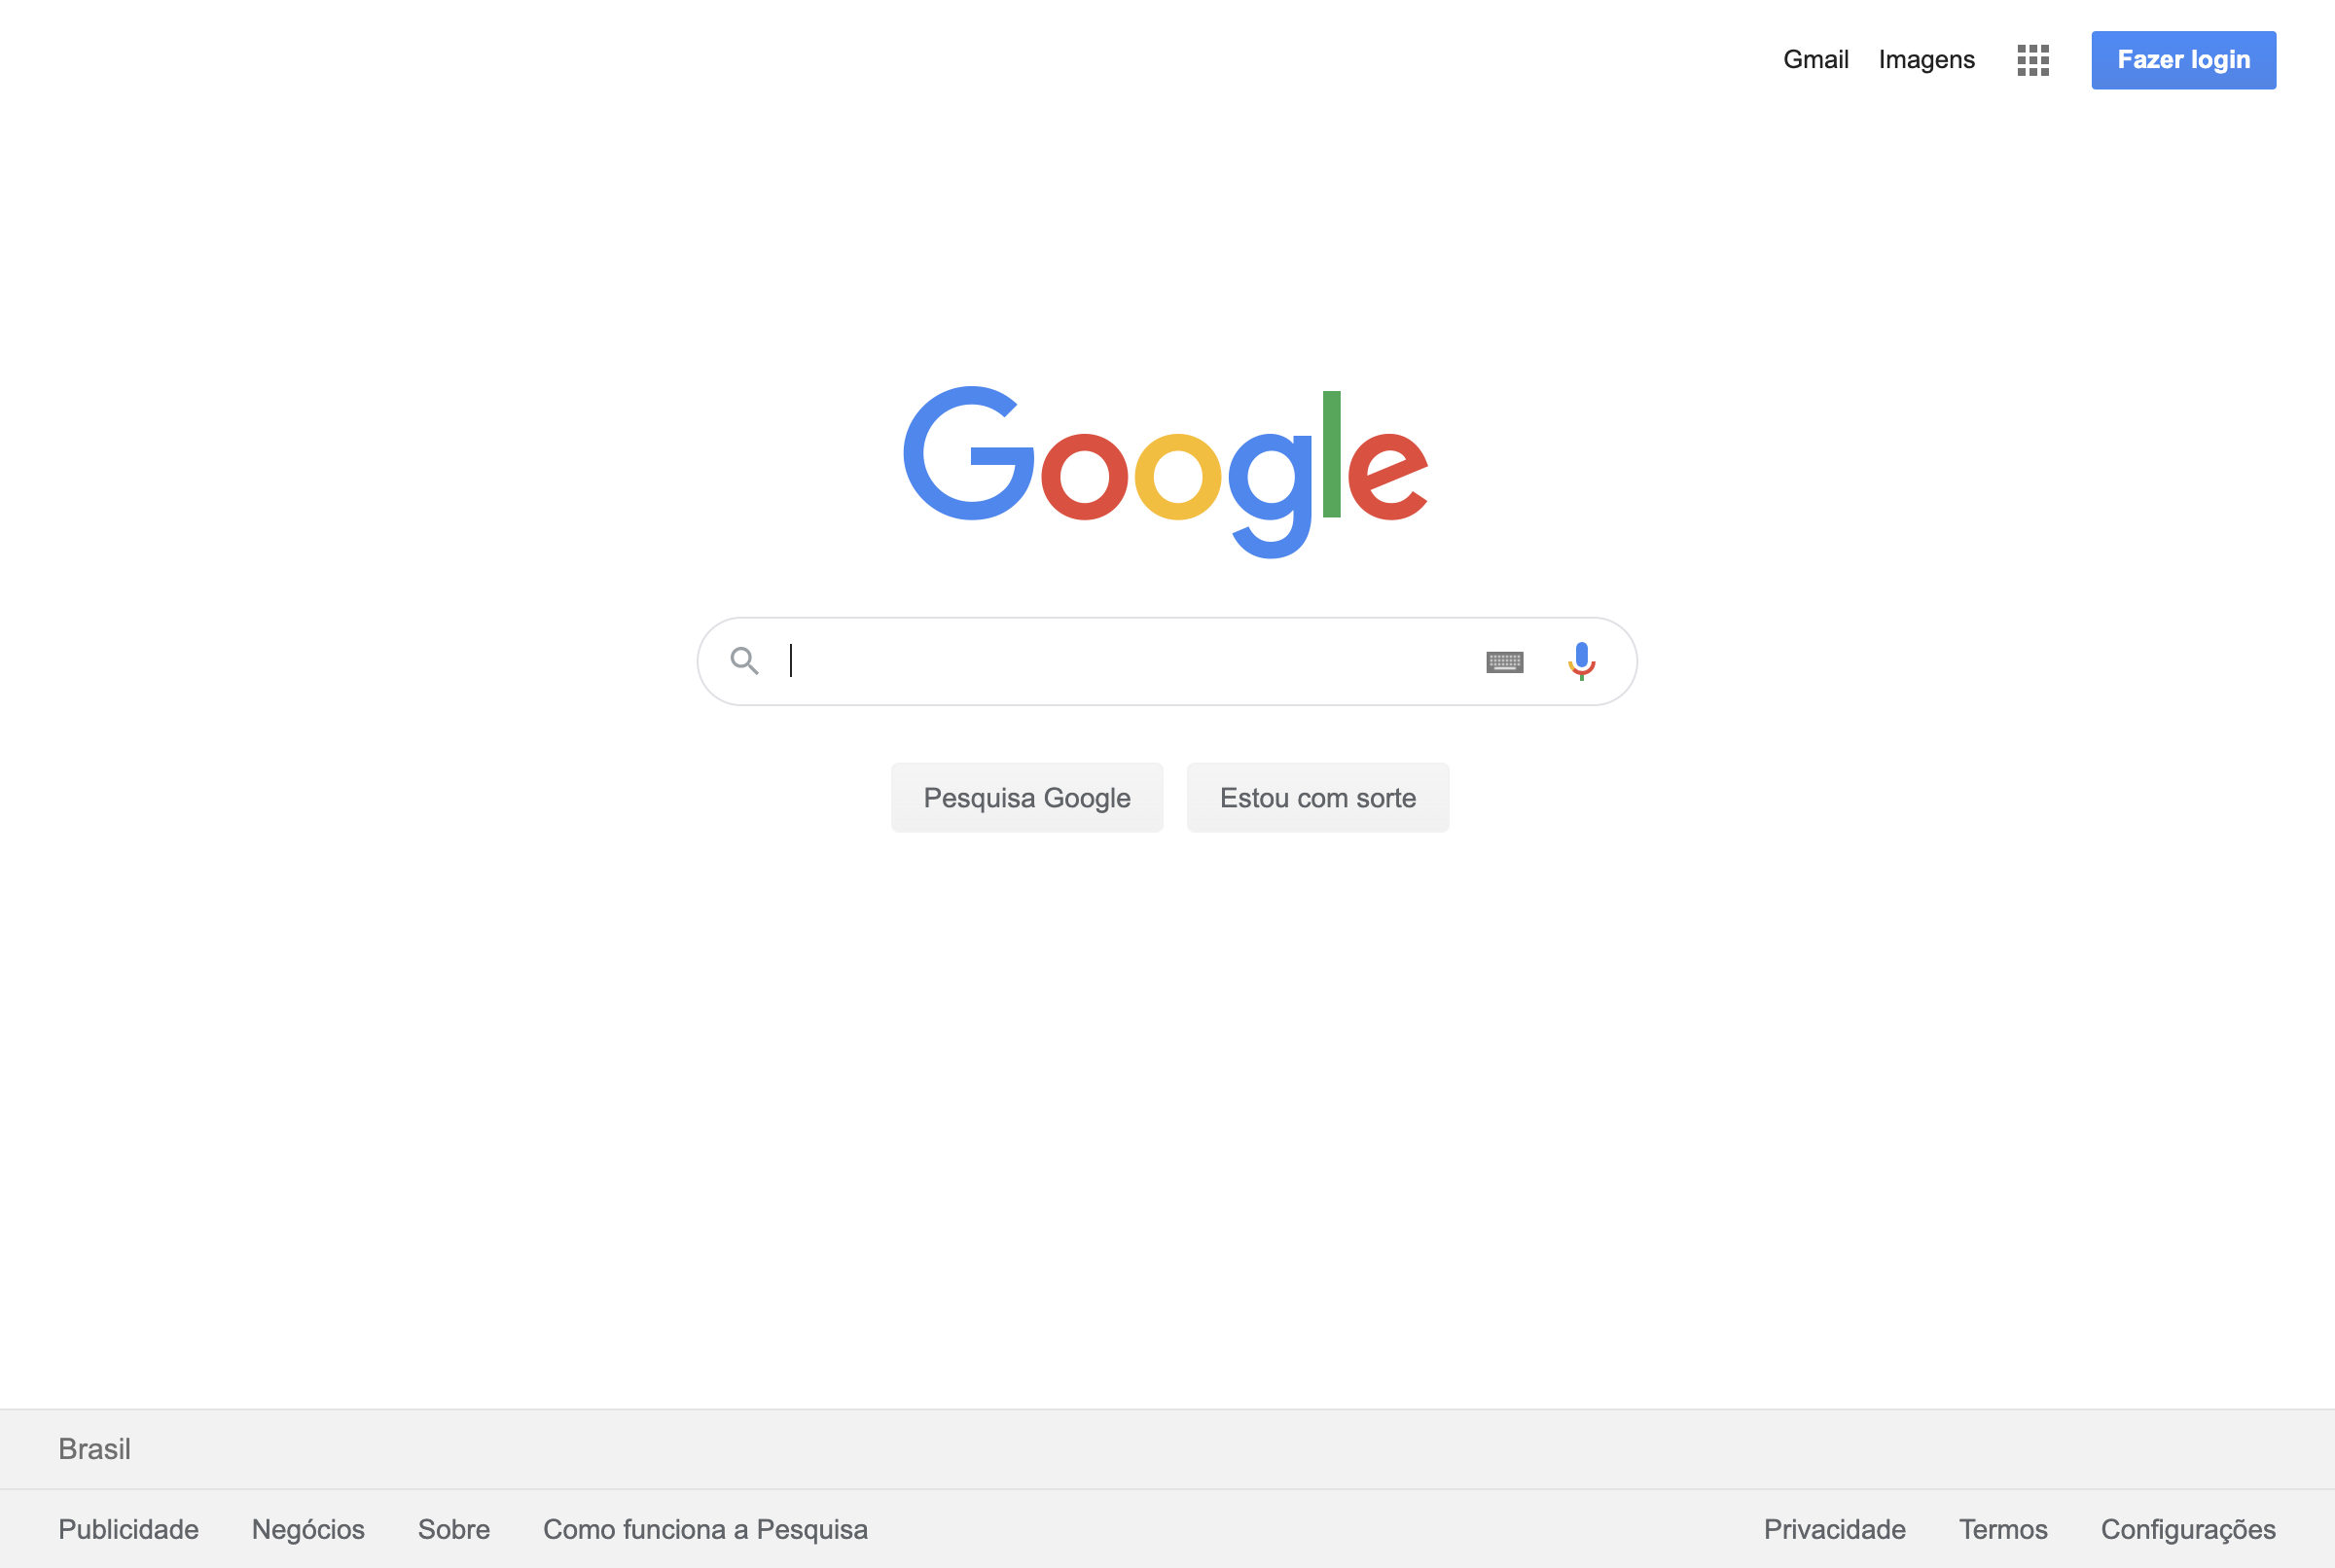 Gmail Imagens Fazer login
Google
Pesquisa Google Estou com sorte
Brasil
Publicidade Negócios Sobre Como funciona a Pesquisa Privacidade Termos Configurações